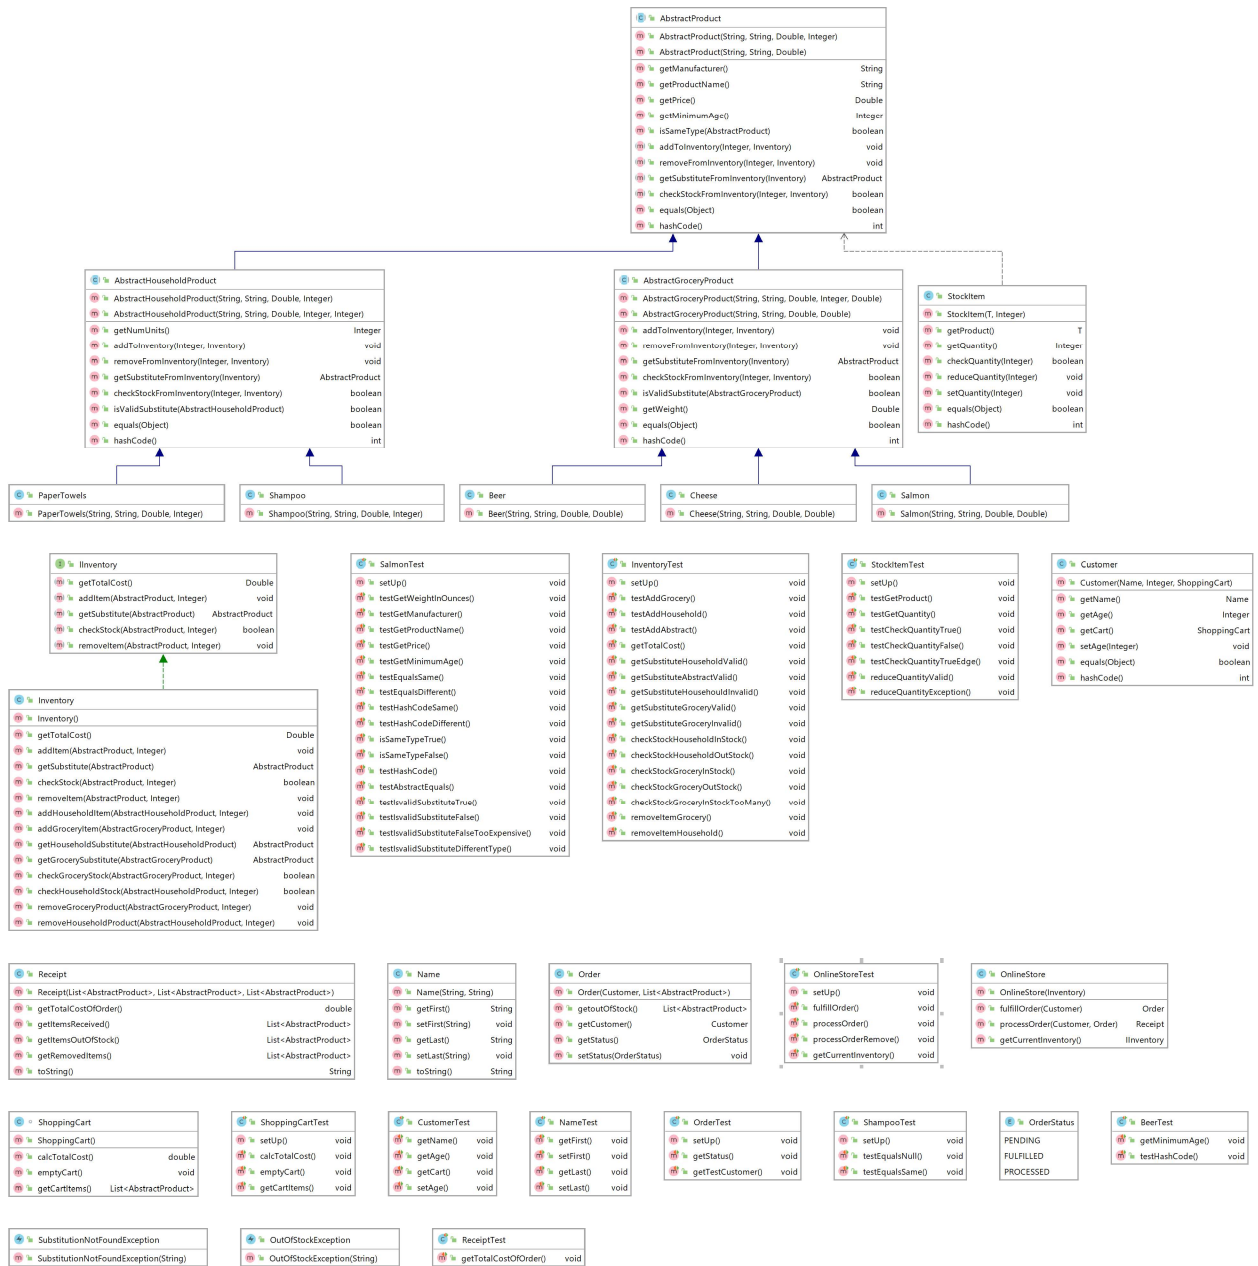 AbstractProduct
AbstractProduct(String, String, Double, Integer)
AbstractProduct(String, String, Double)
getManufacturer() String
getProductName() String
getPrice() Double
getMinimumAge() Integer
isSameType(AbstractProduct) boolean
addToInventory(Integer, Inventory) void
removeFromInventory(Integer, Inventory) void
getSubstituteFromInventory(Inventory) AbstractProduct
checkStockFromInventory(Integer, Inventory) boolean
equals(Object) boolean
hashCode() int
AbstractHouseholdProduct
AbstractHouseholdProduct(String, String, Double, Integer)
AbstractHouseholdProduct(String, String, Double, Integer, Integer)
getNumUnits() Integer
addToInventory(Integer, Inventory) void
removeFromInventory(Integer, Inventory) void
getSubstituteFromInventory(Inventory) AbstractProduct
checkStockFromInventory(Integer, Inventory) boolean
isValidSubstitute(AbstractHouseholdProduct) boolean
equals(Object) boolean
hashCode() int
AbstractGroceryProduct
AbstractGroceryProduct(String, String, Double, Integer, Double)
AbstractGroceryProduct(String, String, Double, Double)
addToInventory(Integer, Inventory) void
removeFromInventory(Integer, Inventory) void
getSubstituteFromInventory(Inventory) AbstractProduct
checkStockFromInventory(Integer, Inventory) boolean
isValidSubstitute(AbstractGroceryProduct) boolean
getWeight() Double
equals(Object) boolean
hashCode() int
StockItem
StockItem(T, Integer)
getProduct() T
getQuantity() Integer
checkQuantity(Integer) boolean
reduceQuantity(Integer) void
setQuantity(Integer) void
equals(Object) boolean
hashCode() int
PaperTowels
PaperTowels(String, String, Double, Integer)
Shampoo
Shampoo(String, String, Double, Integer)
Beer
Beer(String, String, Double, Double)
Cheese
Cheese(String, String, Double, Double)
Salmon
Salmon(String, String, Double, Double)
IInventory
getTotalCost() Double
addItem(AbstractProduct, Integer) void
getSubstitute(AbstractProduct) AbstractProduct
checkStock(AbstractProduct, Integer) boolean
removeItem(AbstractProduct, Integer) void
Inventory
Inventory()
getTotalCost() Double
addItem(AbstractProduct, Integer) void
getSubstitute(AbstractProduct) AbstractProduct
checkStock(AbstractProduct, Integer) boolean
removeItem(AbstractProduct, Integer) void
addHouseholdItem(AbstractHouseholdProduct, Integer) void
addGroceryItem(AbstractGroceryProduct, Integer) void
getHouseholdSubstitute(AbstractHouseholdProduct) AbstractProduct
getGrocerySubstitute(AbstractGroceryProduct) AbstractProduct
checkGroceryStock(AbstractGroceryProduct, Integer) boolean
checkHouseholdStock(AbstractHouseholdProduct, Integer) boolean
removeGroceryProduct(AbstractGroceryProduct, Integer) void
removeHouseholdProduct(AbstractHouseholdProduct, Integer) void
SalmonTest
setUp() void
testGetWeightInOunces() void
testGetManufacturer() void
testGetProductName() void
testGetPrice() void
testGetMinimumAge() void
testEqualsSame() void
testEqualsDifferent() void
testHashCodeSame() void
testHashCodeDifferent() void
isSameTypeTrue() void
isSameTypeFalse() void
testHashCode() void
testAbstractEquals() void
testIsvalidSubstituteTrue() void
testIsvalidSubstituteFalse() void
testIsvalidSubstituteFalseTooExpensive() void
testIsvalidSubstituteDifferentType() void
InventoryTest
setUp() void
testAddGrocery() void
testAddHousehold() void
testAddAbstract() void
getTotalCost() void
getSubstituteHouseholdValid() void
getSubstituteAbstractValid() void
getSubstituteHousehouldInvalid() void
getSubstituteGroceryValid() void
getSubstituteGroceryInvalid() void
checkStockHouseholdInStock() void
checkStockHouseholdOutStock() void
checkStockGroceryInStock() void
checkStockGroceryOutStock() void
checkStockGroceryInStockTooMany() void
removeItemGrocery() void
removeItemHousehold() void
StockItemTest
setUp() void
testGetProduct() void
testGetQuantity() void
testCheckQuantityTrue() void
testCheckQuantityFalse() void
testCheckQuantityTrueEdge() void
reduceQuantityValid() void
reduceQuantityException() void
Customer
Customer(Name, Integer, ShoppingCart)
getName() Name
getAge() Integer
getCart() ShoppingCart
setAge(Integer) void
equals(Object) boolean
hashCode() int
Receipt
Receipt(List<AbstractProduct>, List<AbstractProduct>, List<AbstractProduct>)
getTotalCostOfOrder() double
getItemsReceived() List<AbstractProduct>
getItemsOutOfStock() List<AbstractProduct>
getRemovedItems() List<AbstractProduct>
toString() String
Name
Name(String, String)
getFirst() String
setFirst(String) void
getLast() String
setLast(String) void
toString() String
Order
Order(Customer, List<AbstractProduct>)
getoutOfStock() List<AbstractProduct>
getCustomer() Customer
getStatus() OrderStatus
setStatus(OrderStatus) void
OnlineStoreTest
setUp() void
fulfillOrder() void
processOrder() void
processOrderRemove() void
getCurrentInventory() void
OnlineStore
OnlineStore(Inventory)
fulfillOrder(Customer) Order
processOrder(Customer, Order) Receipt
getCurrentInventory() IInventory
ShoppingCart
ShoppingCart()
calcTotalCost() double
emptyCart() void
getCartItems() List<AbstractProduct>
ShoppingCartTest
setUp() void
calcTotalCost() void
emptyCart() void
getCartItems() void
CustomerTest
getName() void
getAge() void
getCart() void
setAge() void
NameTest
getFirst() void
setFirst() void
getLast() void
setLast() void
OrderTest
setUp() void
getStatus() void
getTestCustomer() void
ShampooTest
setUp() void
testEqualsNull() void
testEqualsSame() void
OrderStatus
PENDING
FULFILLED
PROCESSED
BeerTest
getMinimumAge() void
testHashCode() void
SubstitutionNotFoundException
SubstitutionNotFoundException(String)
OutOfStockException
OutOfStockException(String)
ReceiptTest
getTotalCostOfOrder() void